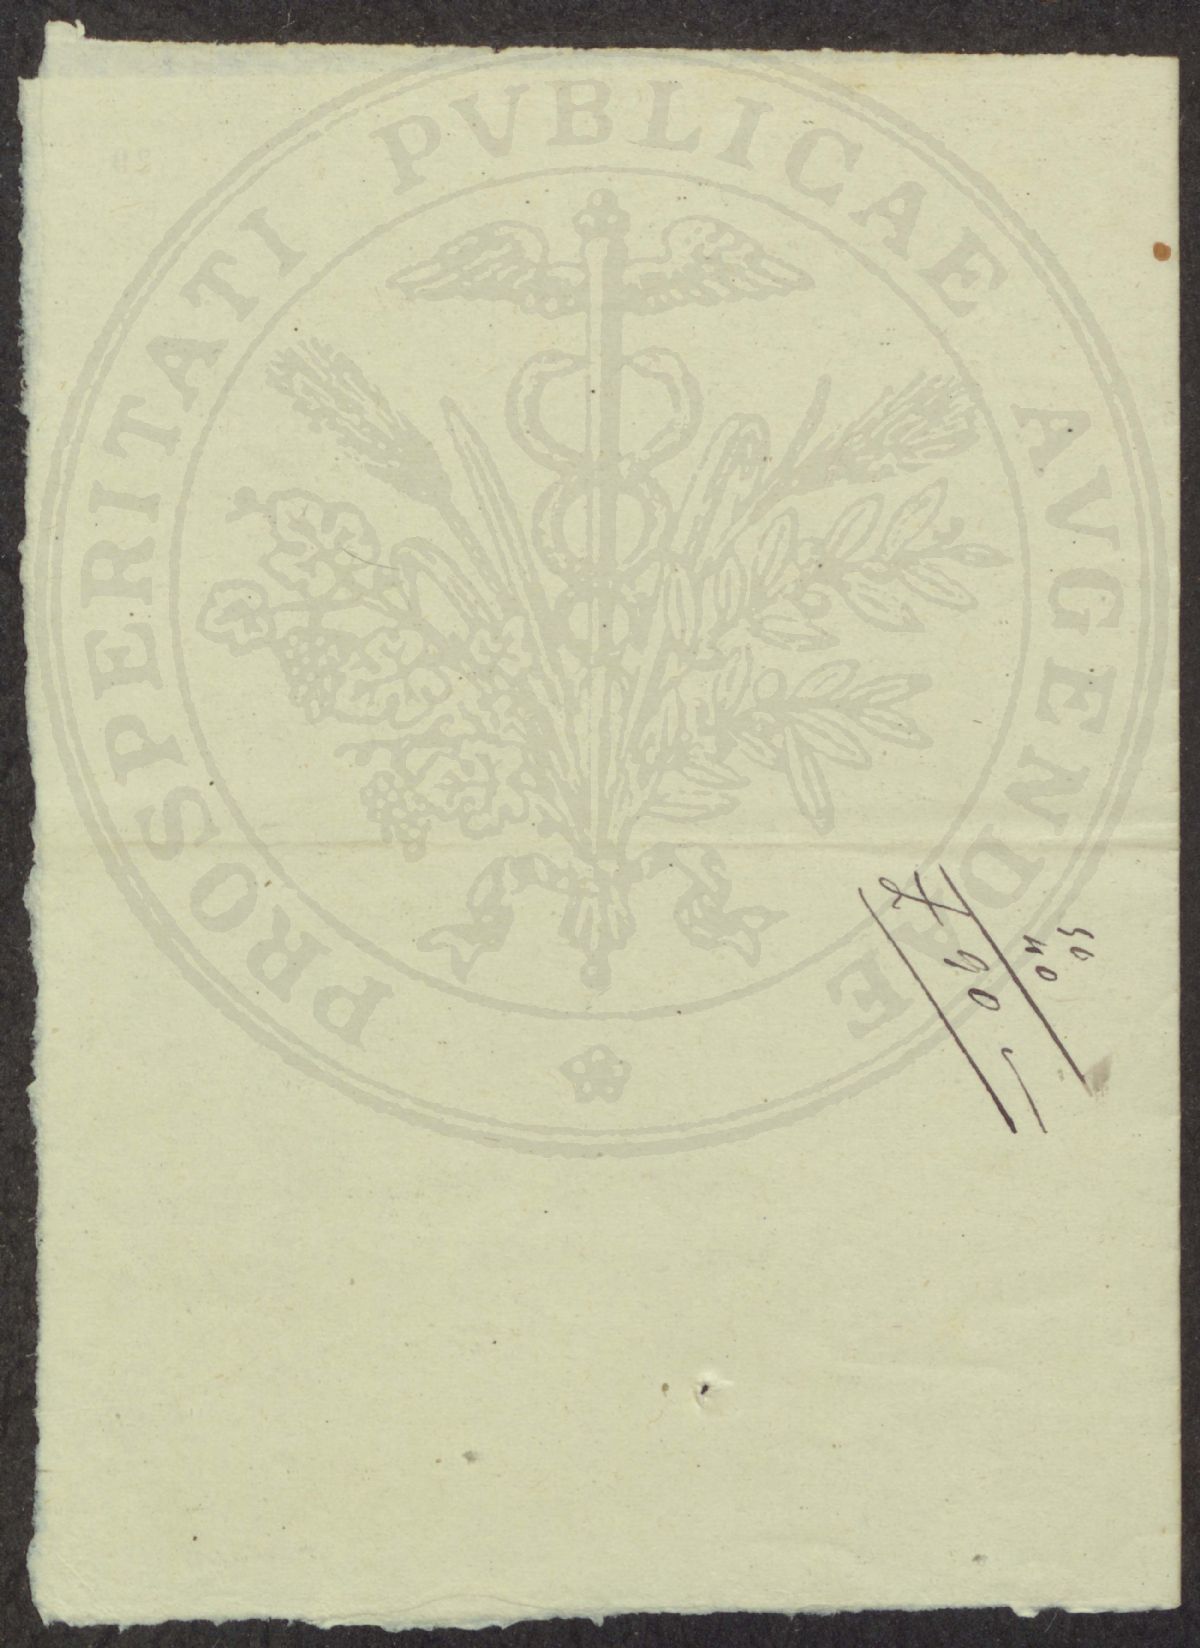 PROSPERITATI PVBLICAE AVGENDAE
50
40
90